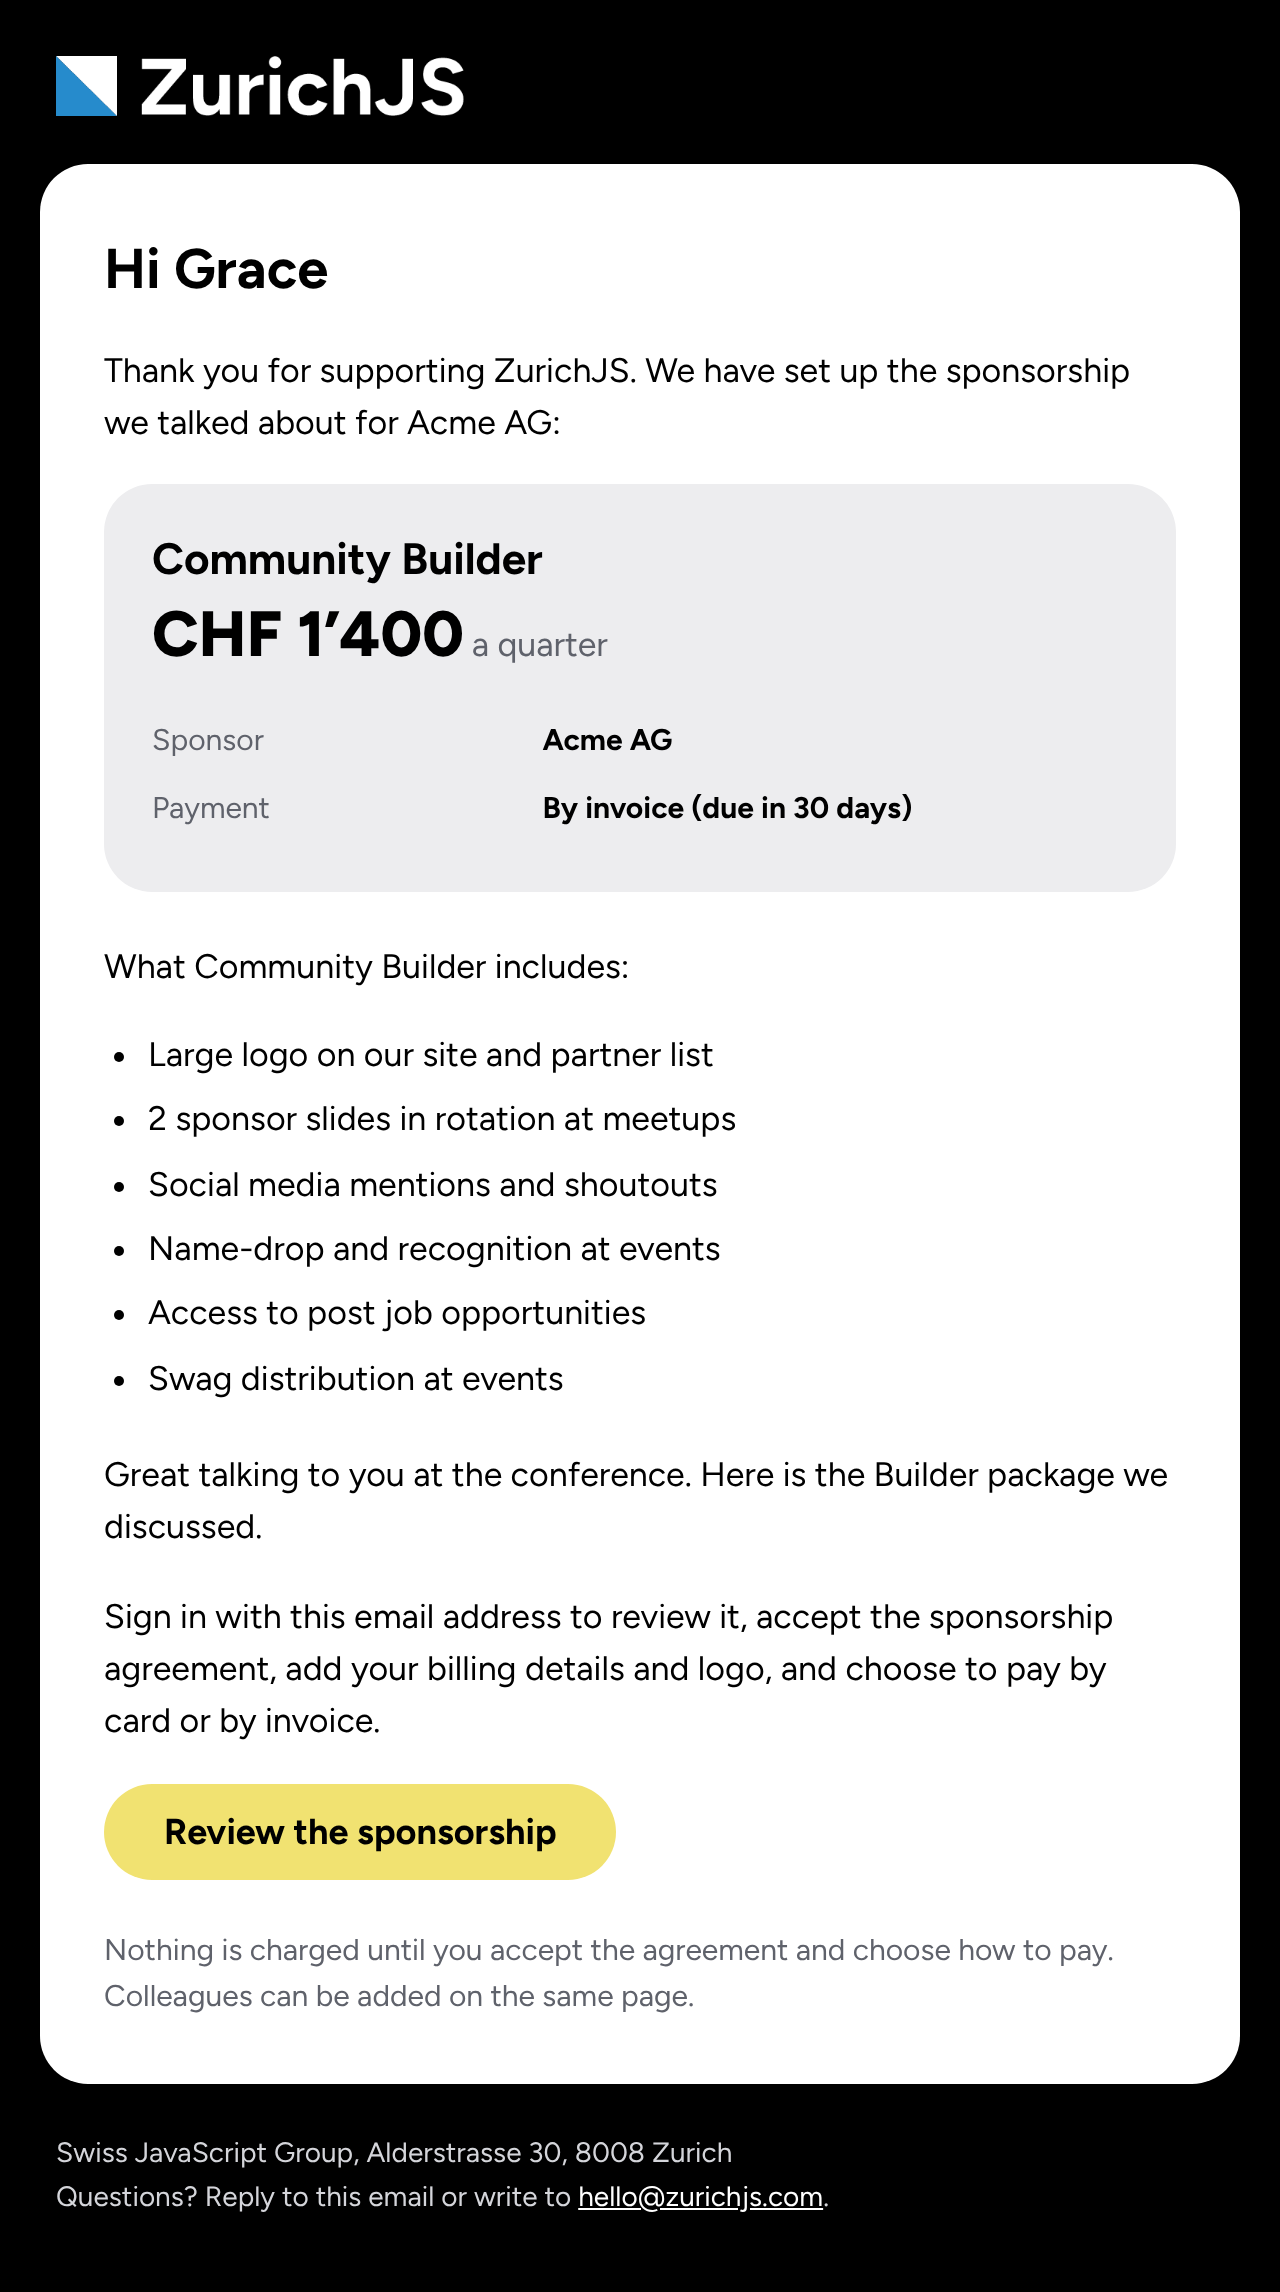 ZurichJS
Hi Grace
Thank you for supporting ZurichJS. We have set up the sponsorship
we talked about for Acme AG:
Community Builder
CHF 1’400 a quarter
Sponsor Acme AG
Payment By invoice (due in 30 days)
What Community Builder includes:
• Large logo on our site and partner list
• 2 sponsor slides in rotation at meetups
• Social media mentions and shoutouts
• Name-drop and recognition at events
• Access to post job opportunities
• Swag distribution at events
Great talking to you at the conference. Here is the Builder package we
discussed.
Sign in with this email address to review it, accept the sponsorship
agreement, add your billing details and logo, and choose to pay by
card or by invoice.
Review the sponsorship
Nothing is charged until you accept the agreement and choose how to pay.
Colleagues can be added on the same page.
Swiss JavaScript Group, Alderstrasse 30, 8008 Zurich
Questions? Reply to this email or write to hello@zurichjs.com.